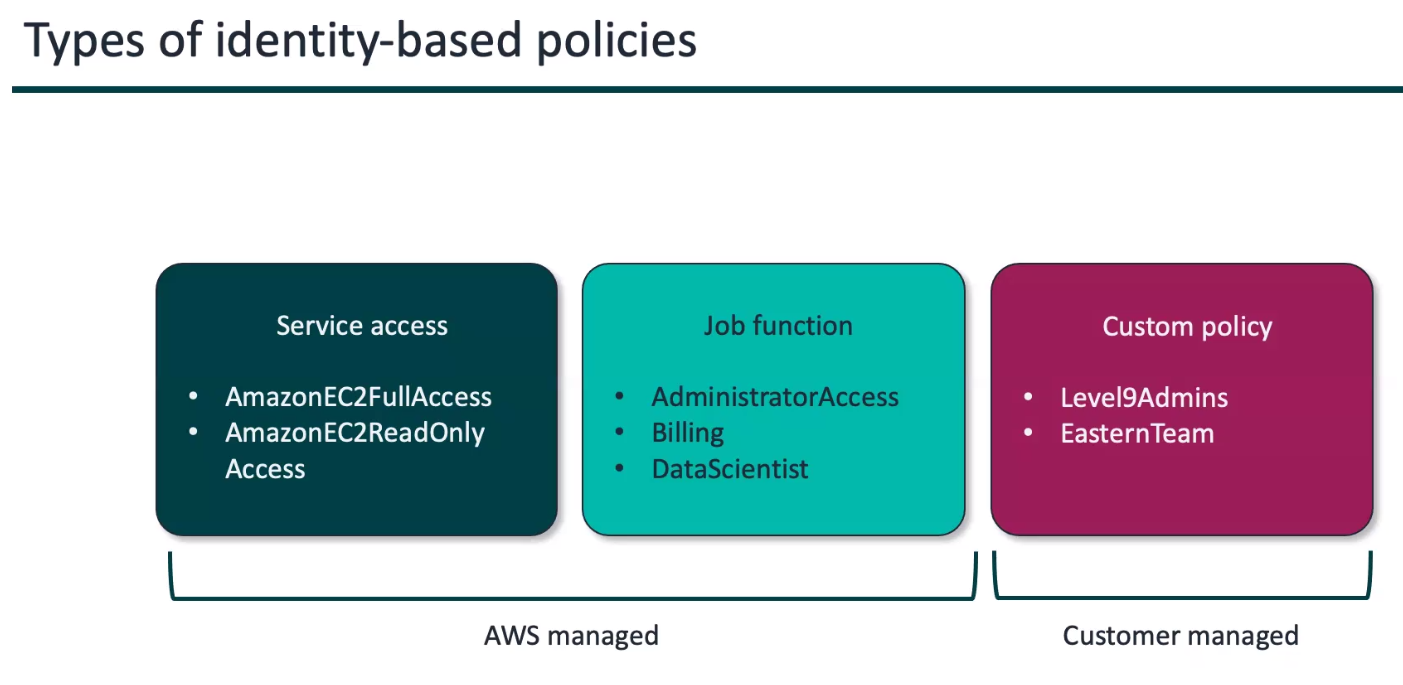 Types of identity-based policies
Service access
• AmazonEC2FullAccess
• AmazonEC2ReadOnly
Access
Job function
• AdministratorAccess
• Billing
• DataScientist
Custom policy
• Level9Admins
• EasternTeam
AWS managed
Customer managed